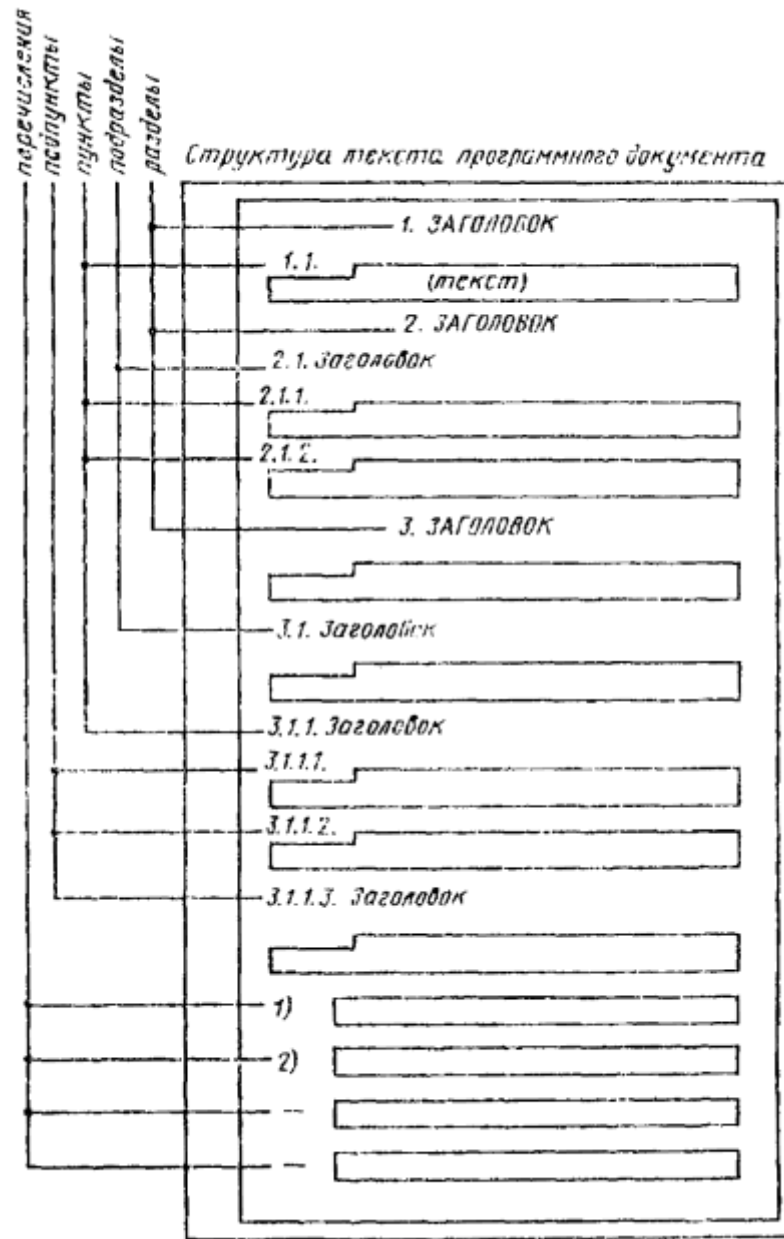 перечисления
подпункты
пункты
подразделы
разделы
Структура текста программного документа
1. ЗАГОЛОВОК
1.1.
(текст)
2. ЗАГОЛОВОК
2.1. Заголовок
2.1.1.
2.1.2.
3. ЗАГОЛОВОК
3.1. Заголовок
3.1.1. Заголовок
3.1.1.1.
3.1.1.2.
3.1.1.3. Заголовок
1)
2)
—
—